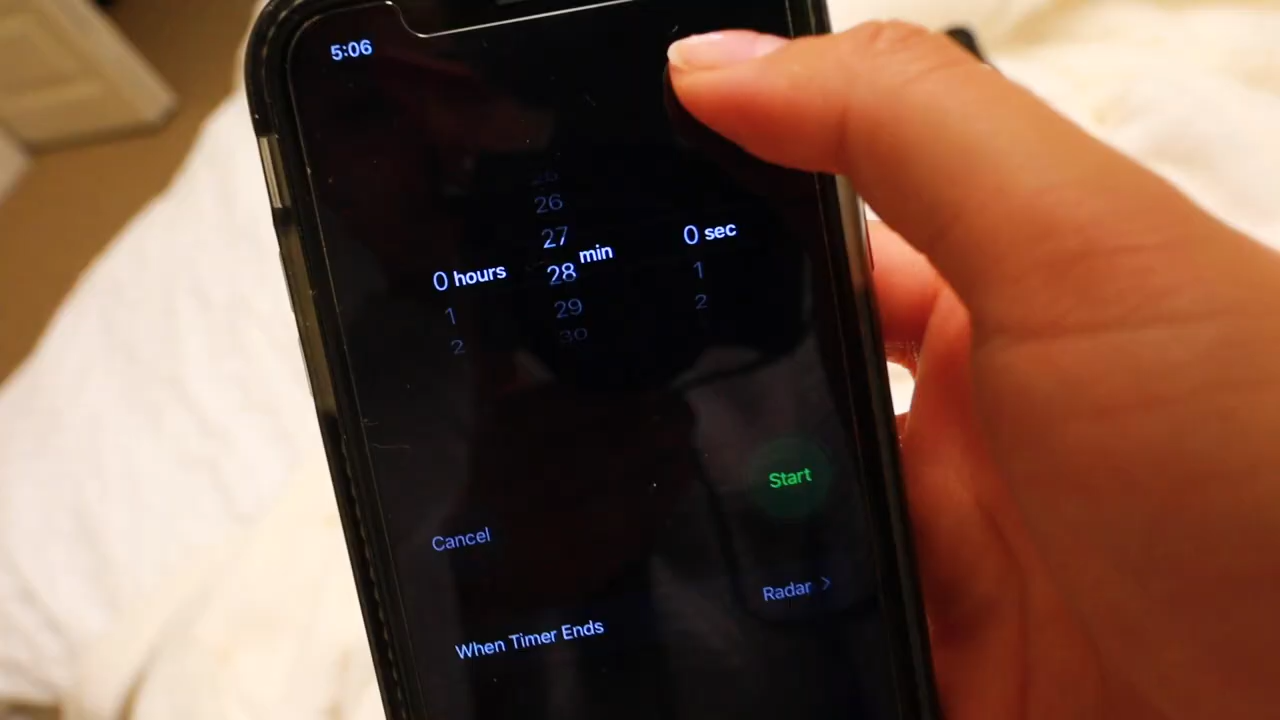 5:06
26
27
0 hours 28 min 0 sec
1 29 1
2 30 2
Start
Cancel
Radar >
When Timer Ends